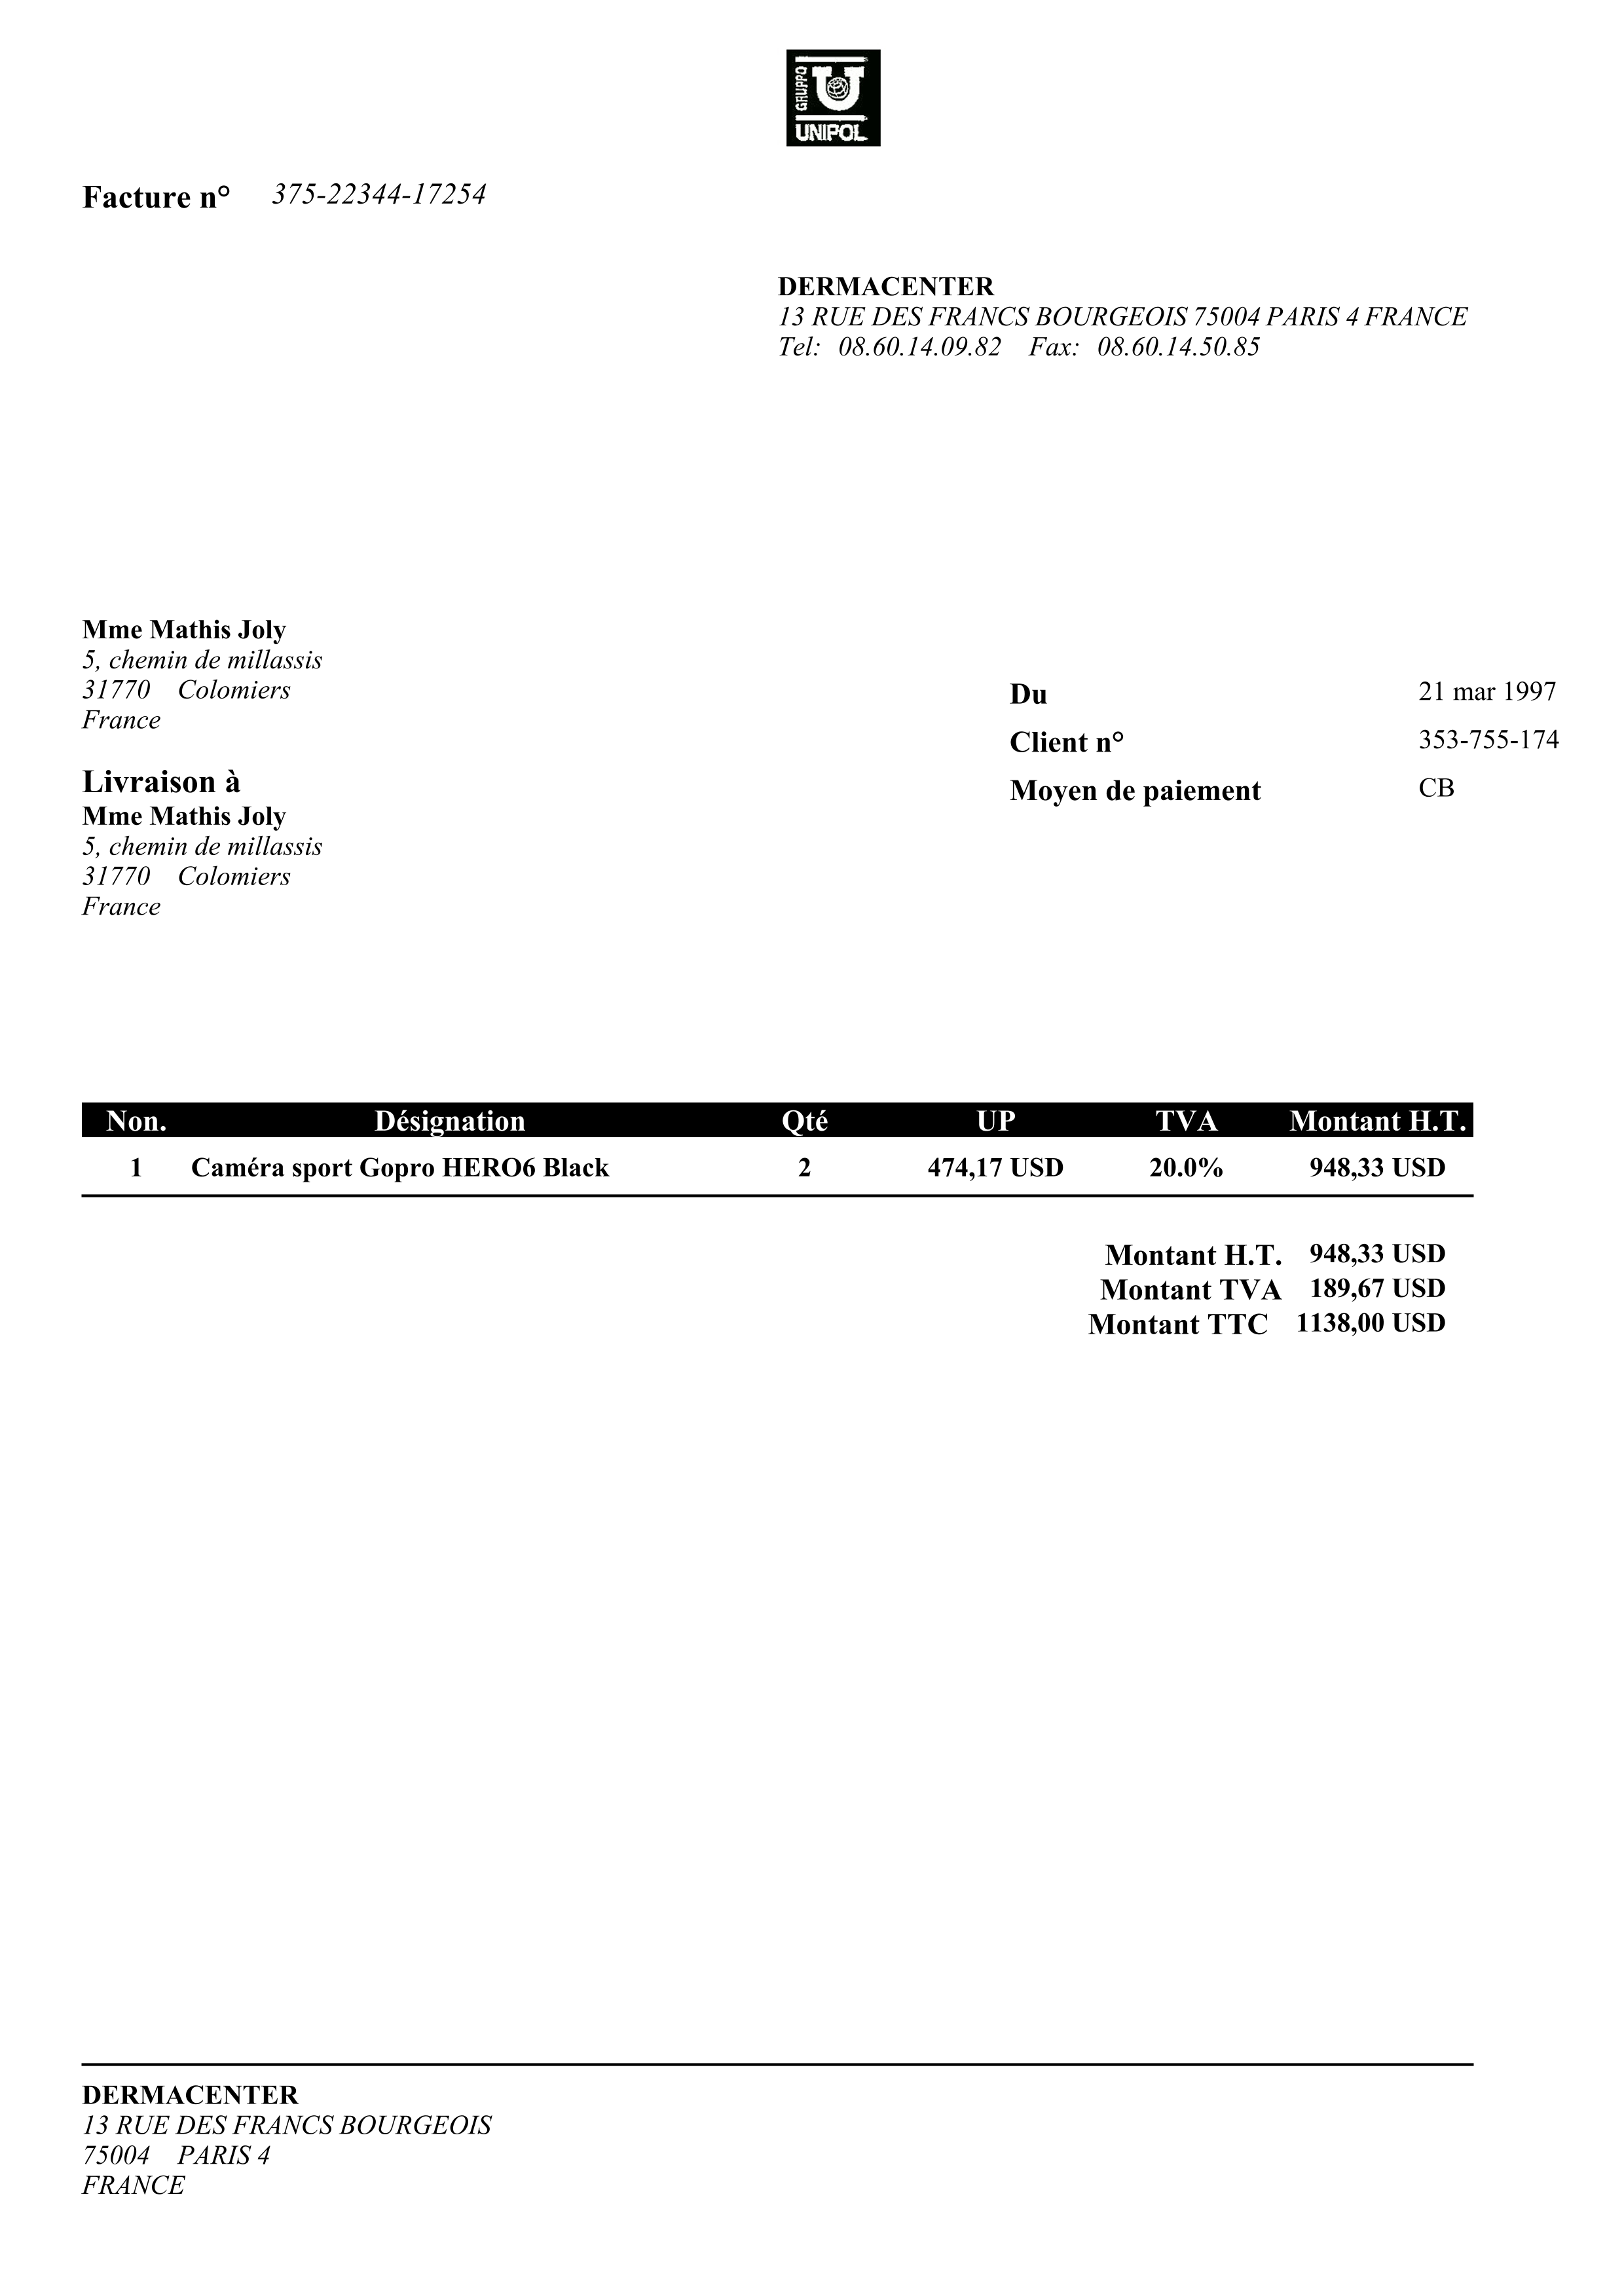 GRUPPO
U
UNIPOL
Facture n° 375-22344-17254
DERMACENTER
13 RUE DES FRANCS BOURGEOIS 75004 PARIS 4 FRANCE
Tel: 08.60.14.09.82 Fax: 08.60.14.50.85
Mme Mathis Joly
5, chemin de millassis
31770 Colomiers
France
Du 21 mar 1997
Client n° 353-755-174
Moyen de paiement CB
Livraison à
Mme Mathis Joly
5, chemin de millassis
31770 Colomiers
France
Non. Désignation Qté UP TVA Montant H.T.
1 Caméra sport Gopro HERO6 Black 2 474,17 USD 20.0% 948,33 USD
Montant H.T. 948,33 USD
Montant TVA 189,67 USD
Montant TTC 1138,00 USD
DERMACENTER
13 RUE DES FRANCS BOURGEOIS
75004 PARIS 4
FRANCE